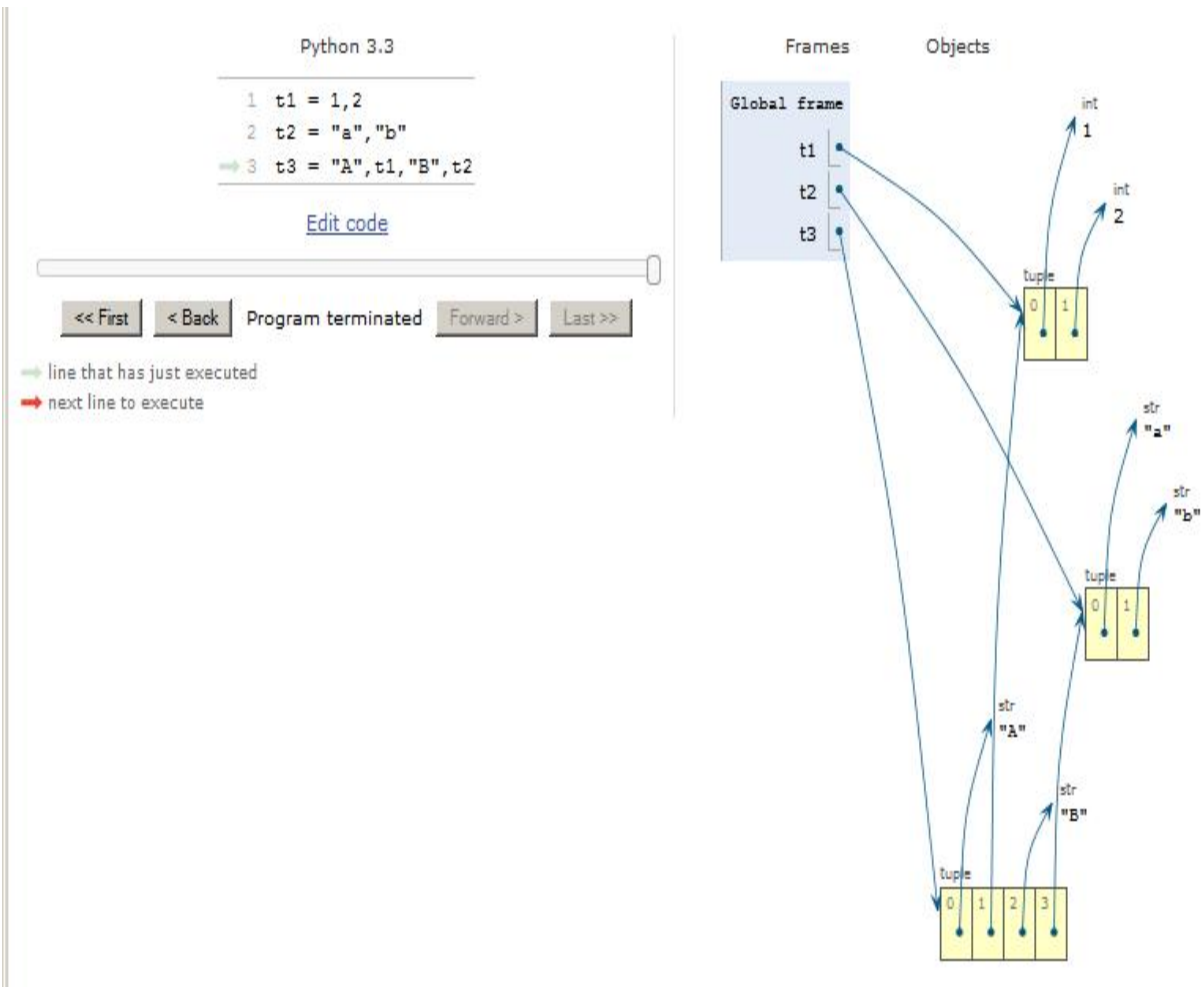 Python 3.3
1 t1 = 1,2
2 t2 = "a","b"
3 t3 = "A",t1,"B",t2
Edit code
<< First < Back Program terminated Forward > Last >>
line that has just executed
next line to execute
Frames Objects
Global frame
t1
t2
t3
int
1
int
2
tuple
0 1
str
"a"
str
"b"
tuple
0 1
str
"A"
str
"B"
tuple
0 1 2 3